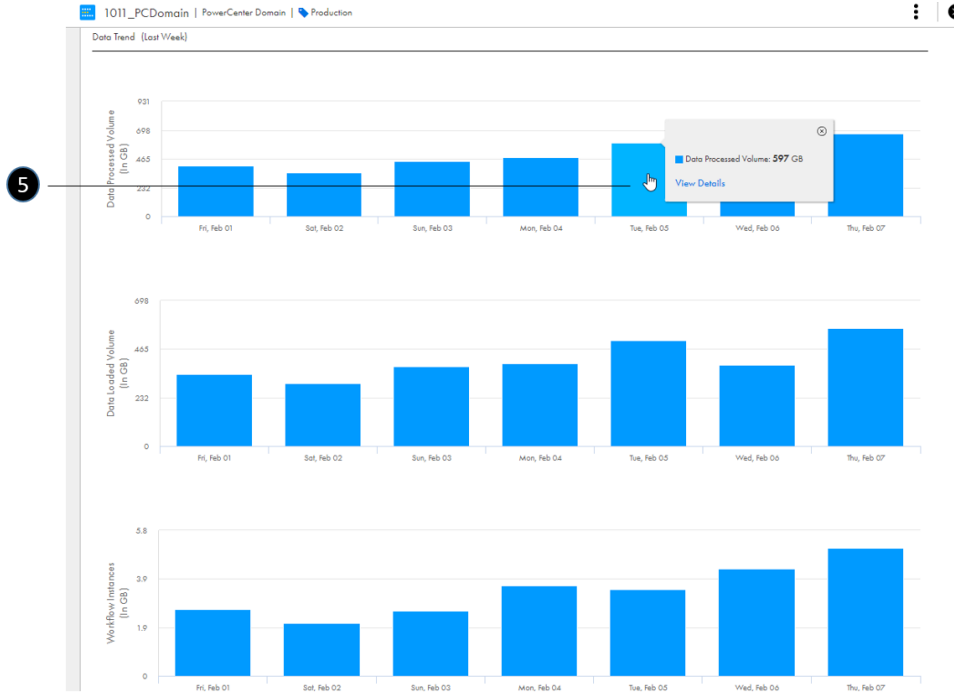 1011_PCDomain | PowerCenter Domain | Production
Data Trend (Last Week)
Data Processed Volume
(In GB)
931
698
465
232
0
Data Processed Volume: 597 GB
View Details
5
Fri, Feb 01
Sat, Feb 02
Sun, Feb 03
Mon, Feb 04
Tue, Feb 05
Wed, Feb 06
Thu, Feb 07
Data Loaded Volume
(In GB)
698
465
232
0
Fri, Feb 01
Sat, Feb 02
Sun, Feb 03
Mon, Feb 04
Tue, Feb 05
Wed, Feb 06
Thu, Feb 07
Workflow Instances
(In GB)
5.8
3.9
1.9
0
Fri, Feb 01
Sat, Feb 02
Sun, Feb 03
Mon, Feb 04
Tue, Feb 05
Wed, Feb 06
Thu, Feb 07